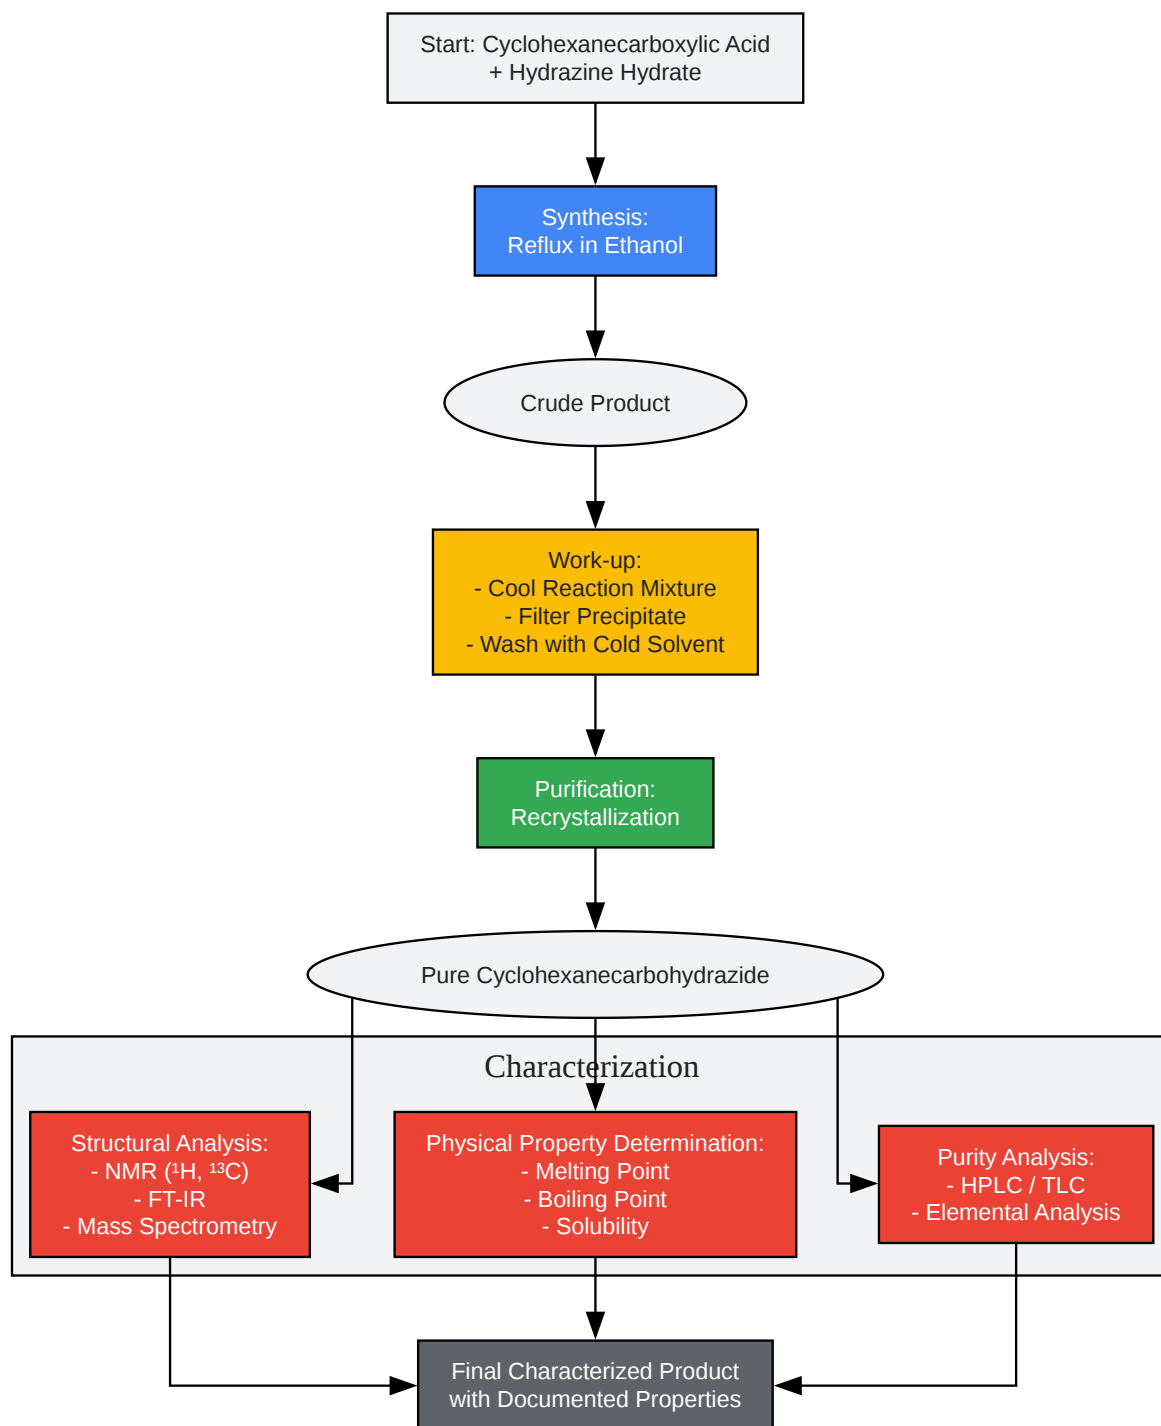 Start: Cyclohexanecarboxylic Acid
+ Hydrazine Hydrate
Synthesis:
Reflux in Ethanol
Crude Product
Work-up:
- Cool Reaction Mixture
- Filter Precipitate
- Wash with Cold Solvent
Purification:
Recrystallization
Pure Cyclohexanecarbohydrazide
Characterization
Structural Analysis:
- NMR (¹H, ¹³C)
- FT-IR
- Mass Spectrometry
Physical Property Determination:
- Melting Point
- Boiling Point
- Solubility
Purity Analysis:
- HPLC / TLC
- Elemental Analysis
Final Characterized Product
with Documented Properties